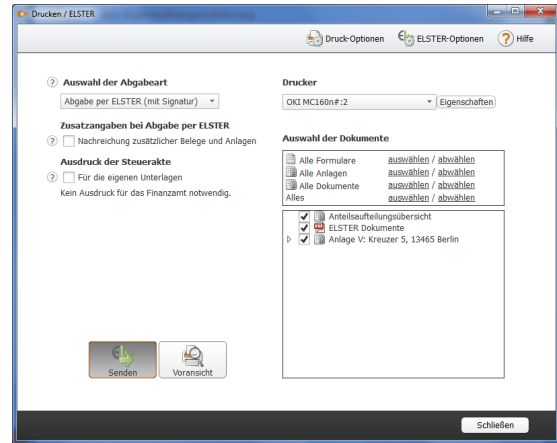 Drucken / ELSTER
Druck-Optionen
ELSTER-Optionen
Hilfe
Auswahl der Abgabeart
Abgabe per ELSTER (mit Signatur)
Zusatzangaben bei Abgabe per ELSTER
Nachreichung zusätzlicher Belege und Anlagen
Ausdruck der Steuerakte
Für die eigenen Unterlagen
Kein Ausdruck für das Finanzamt notwendig.
Drucker
OKI MC160n#:2
Eigenschaften
Auswahl der Dokumente
Alle Formulare auswählen / abwählen
Alle Anlagen auswählen / abwählen
Alle Dokumente auswählen / abwählen
Alles auswählen / abwählen
Anteilsaufteilungsübersicht
ELSTER Dokumente
Anlage V: Kreuzer 5, 13465 Berlin
Senden
Voransicht
Schließen